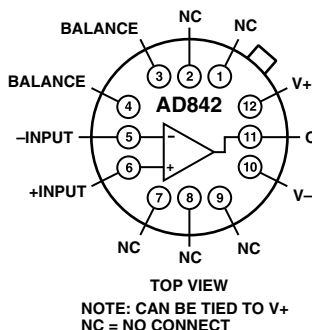 NC
BALANCE NC
3 2 1
BALANCE AD842 V+
4 12
–INPUT 5 – 11
+INPUT 6 + 10 V–
7 8 9
NC NC
NC
TOP VIEW
NOTE: CAN BE TIED TO V+
NC = NO CONNECT